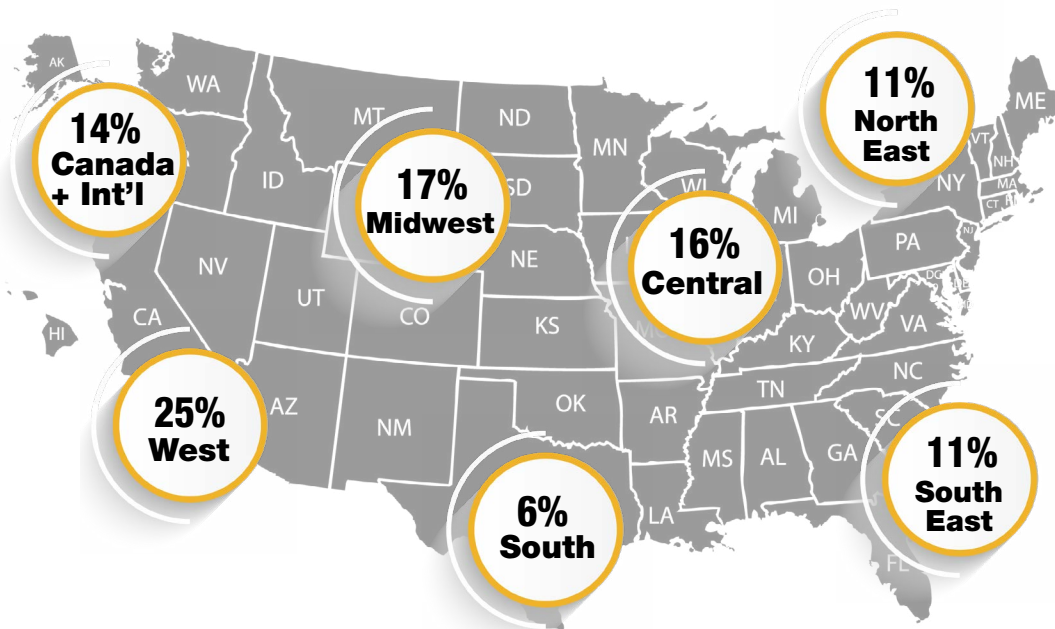 AK
WA
MT
ND
MN
ME
VT
NH
MA
CT
NY
ID
SD
WI
MI
PA
NJ
NV
UT
CO
NE
KS
OH
WV
VA
KY
CA
HI
AZ
NM
OK
AR
TN
NC
SC
MS
AL
GA
LA
FL
14%
Canada
+ Int'l
17%
Midwest
16%
Central
11%
North
East
25%
West
6%
South
11%
South
East